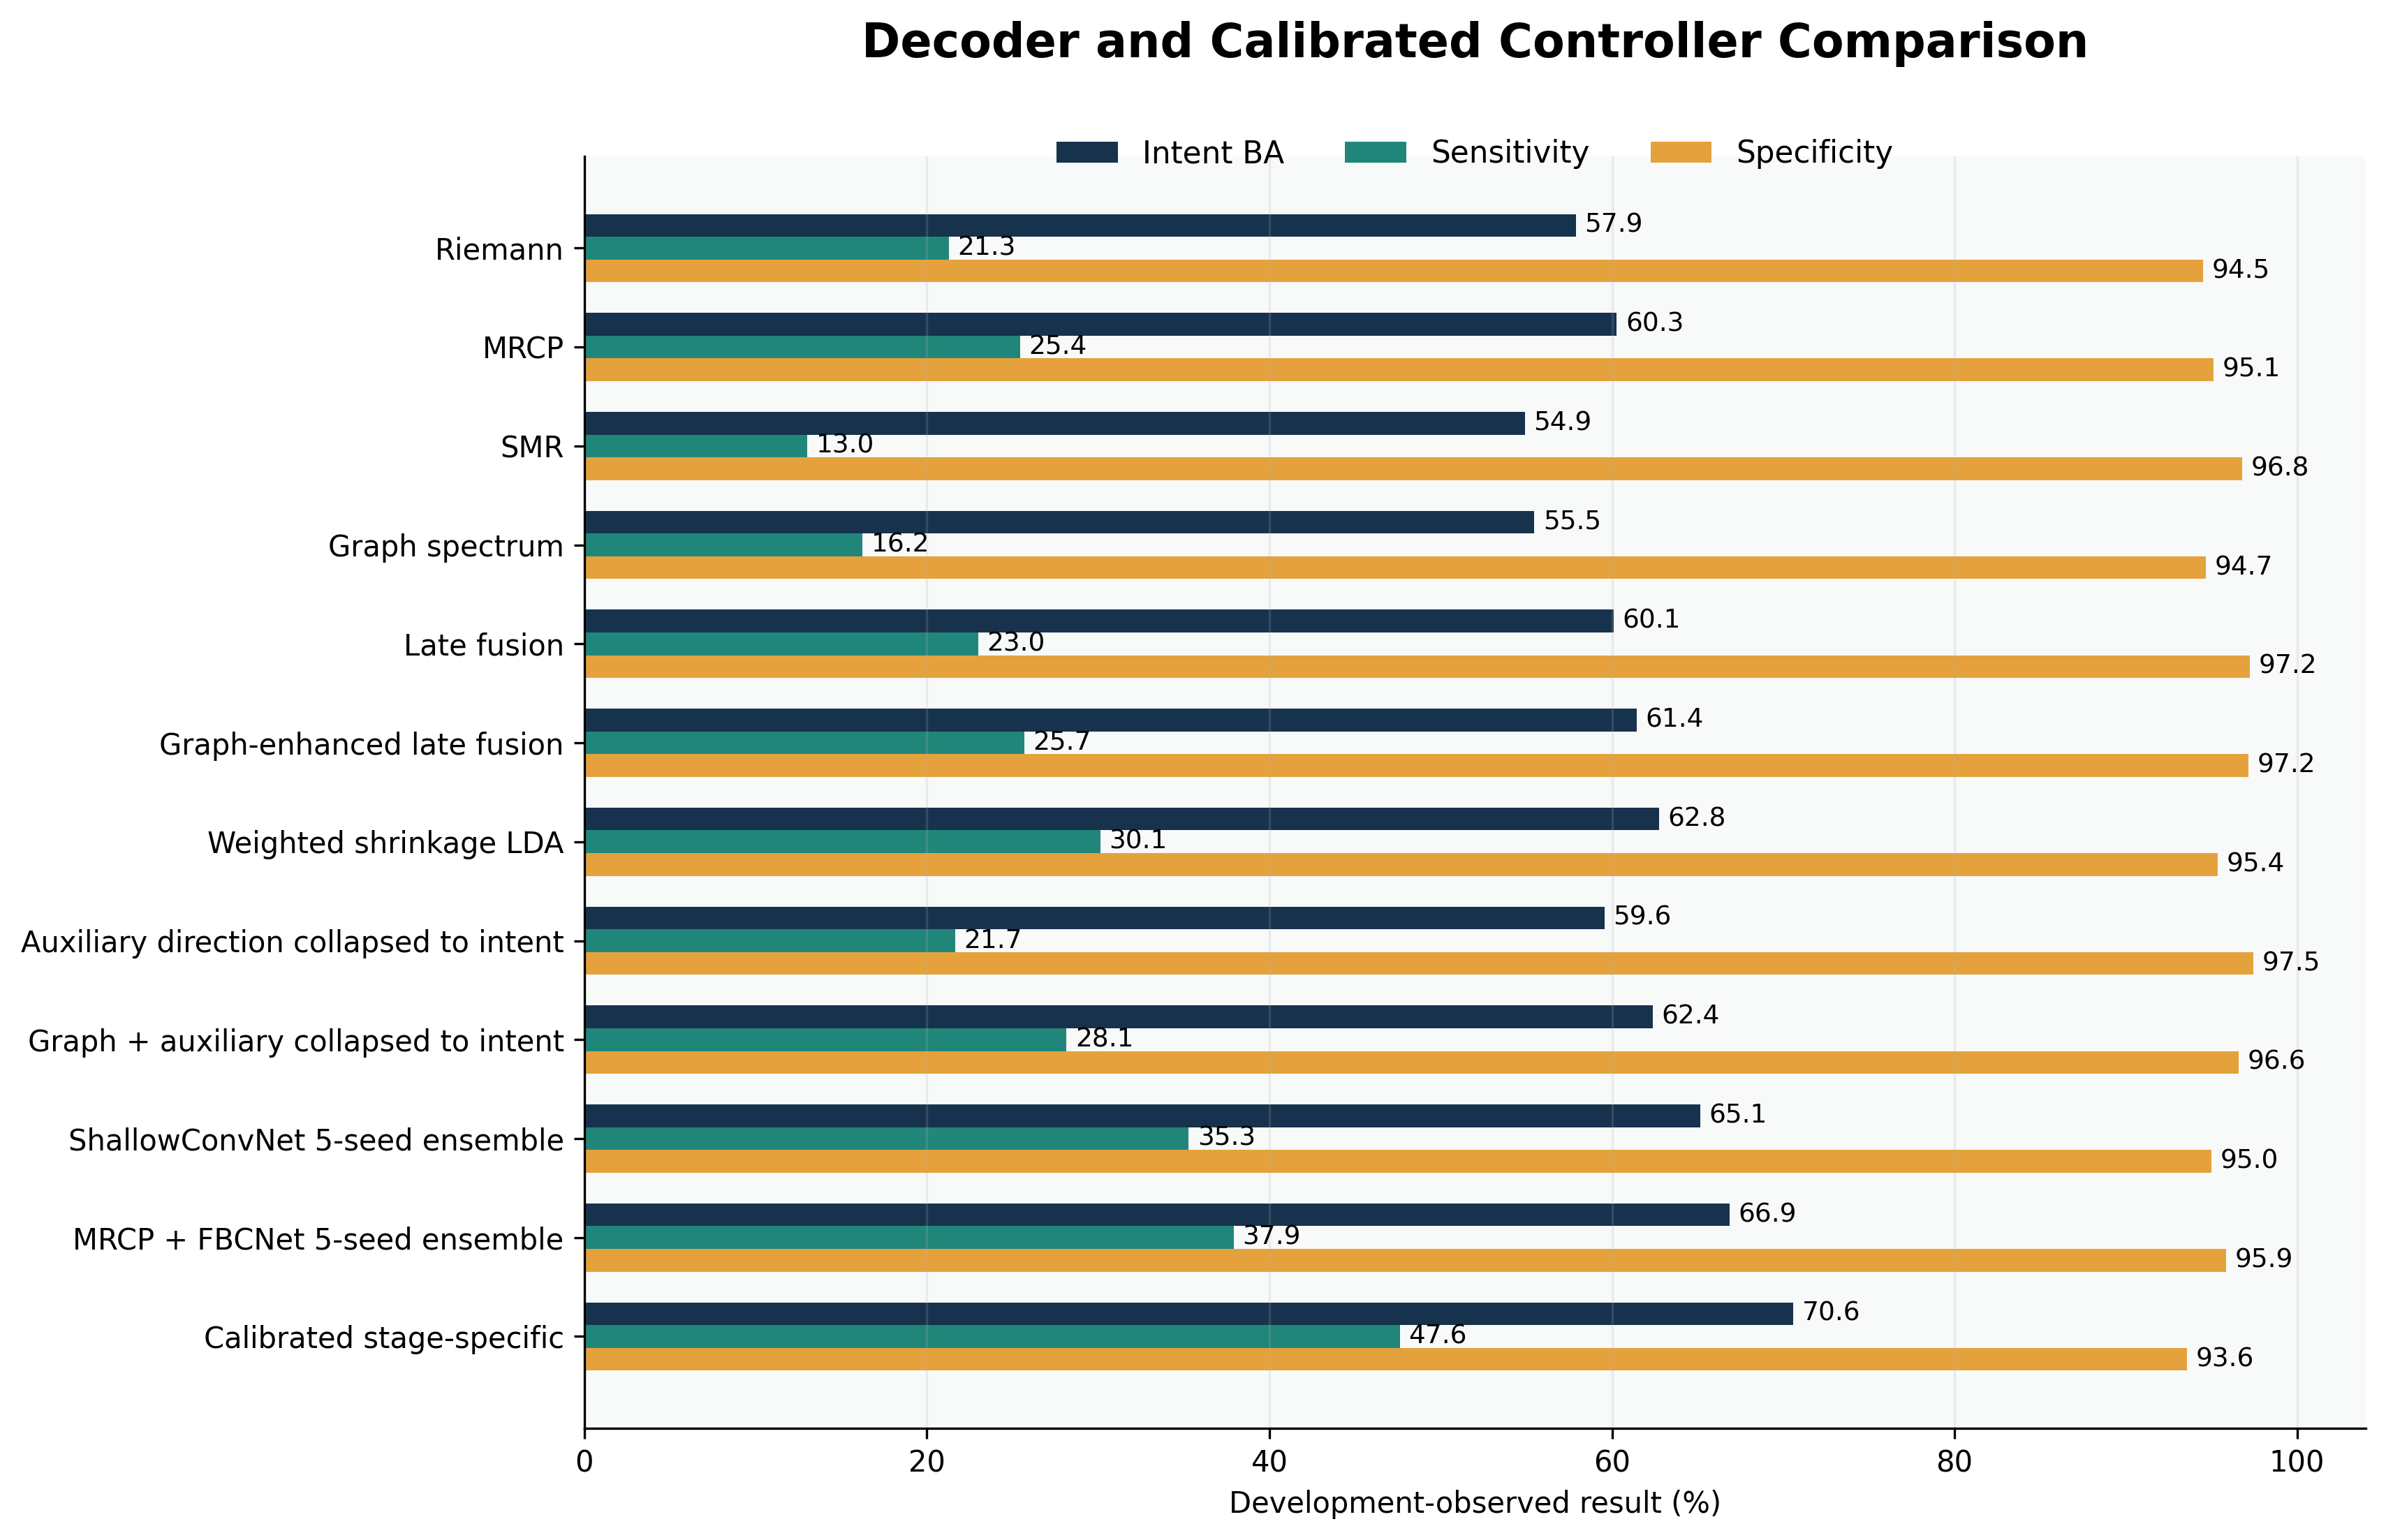 Decoder and Calibrated Controller Comparison
Intent BA Sensitivity Specificity
57.9
Riemann 21.3
94.5
60.3
MRCP 25.4
95.1
54.9
SMR 13.0
96.8
55.5
Graph spectrum 16.2
94.7
60.1
Late fusion 23.0
97.2
61.4
Graph-enhanced late fusion 25.7
97.2
62.8
Weighted shrinkage LDA 30.1
95.4
59.6
Auxiliary direction collapsed to intent 21.7
97.5
62.4
Graph + auxiliary collapsed to intent 28.1
96.6
65.1
ShallowConvNet 5-seed ensemble 35.3
95.0
66.9
MRCP + FBCNet 5-seed ensemble 37.9
95.9
70.6
Calibrated stage-specific 47.6
93.6
0 20 40 60 80 100
Development-observed result (%)